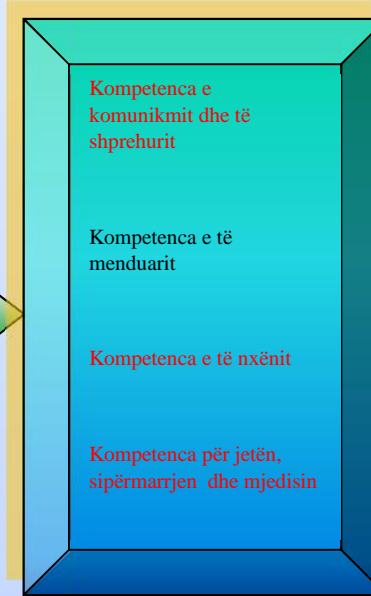 Kompetenca e
komunikmit dhe të
shprehurit
Kompetenca e të
menduarit
Kompetenca e të nxënit
Kompetenca për jetën,
sipërmarrjen dhe mjedisin